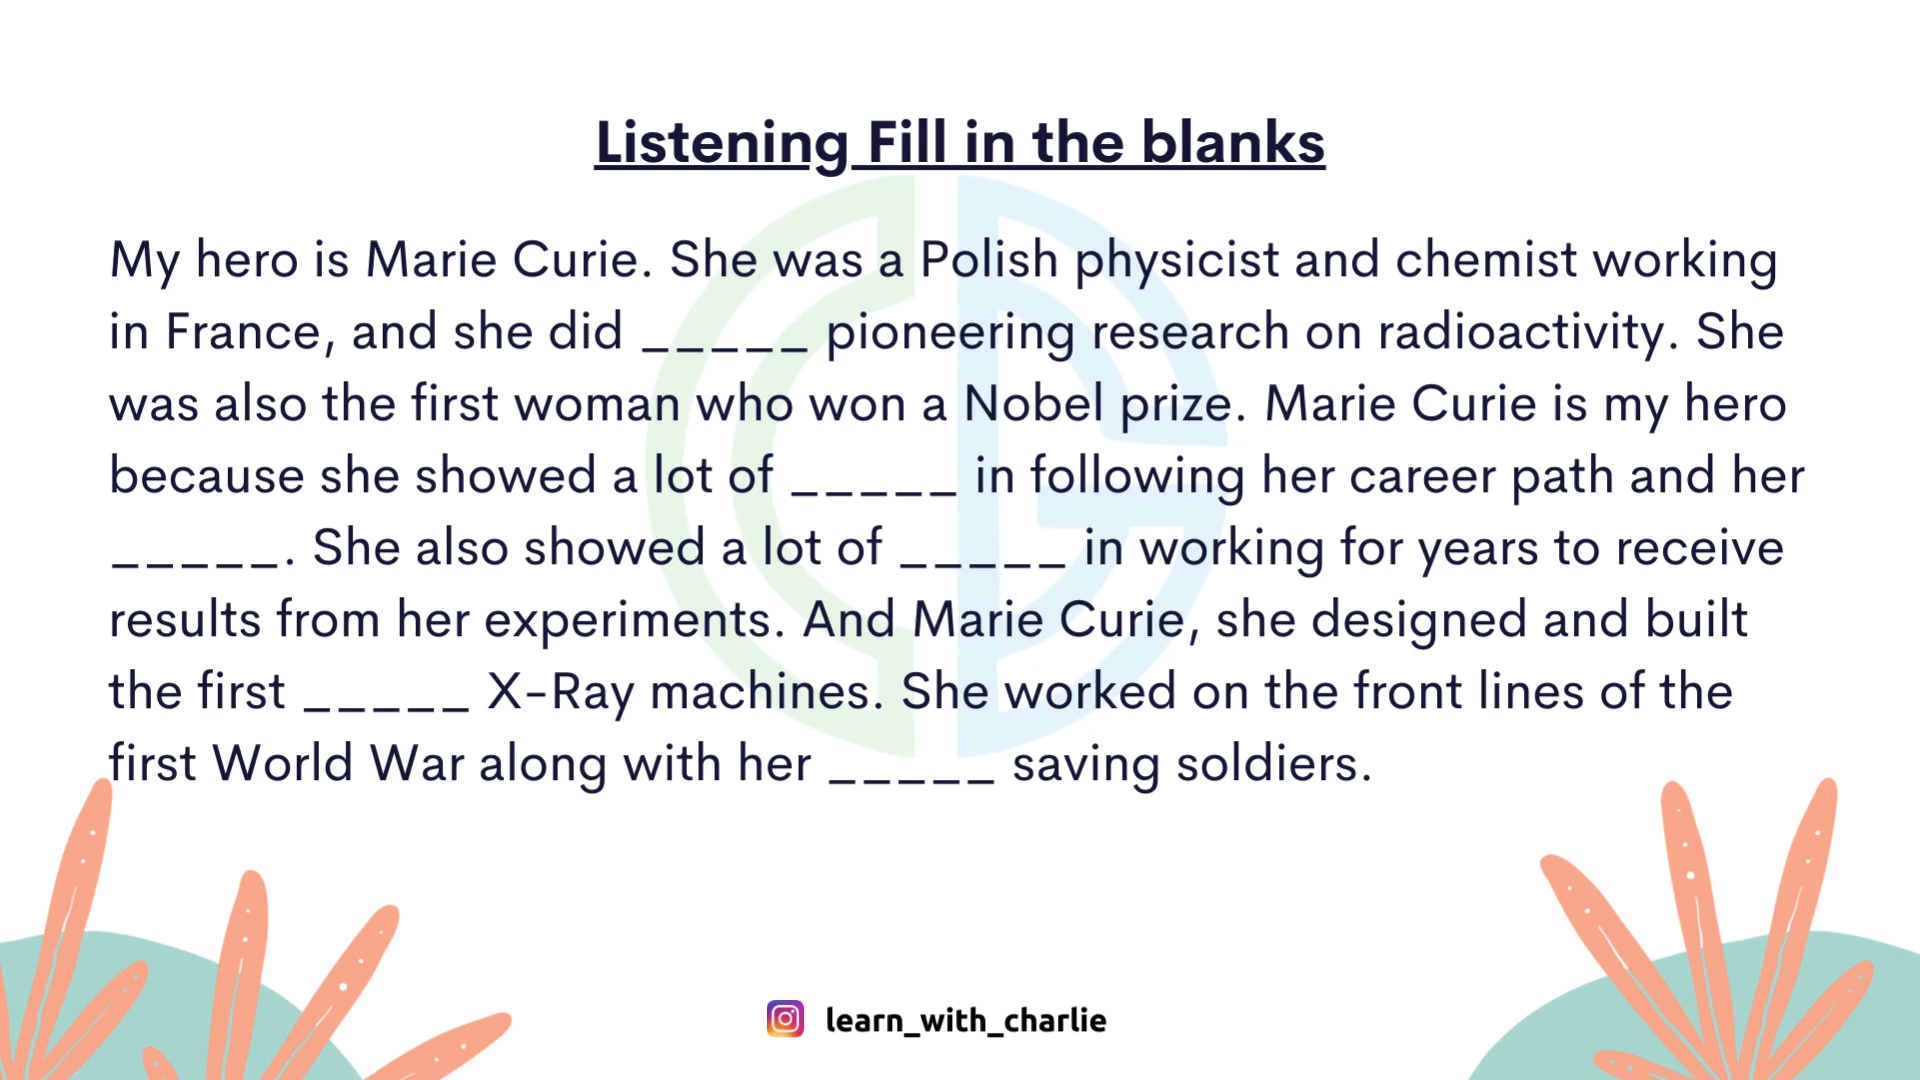 Listening Fill in the blanks
My hero is Marie Curie. She was a Polish physicist and chemist working
in France, and she did _____ pioneering research on radioactivity. She
was also the first woman who won a Nobel prize. Marie Curie is my hero
because she showed a lot of _____ in following her career path and her
_____. She also showed a lot of _____ in working for years to receive
results from her experiments. And Marie Curie, she designed and built
the first _____ X-Ray machines. She worked on the front lines of the
first World War along with her _____ saving soldiers.
learn_with_charlie